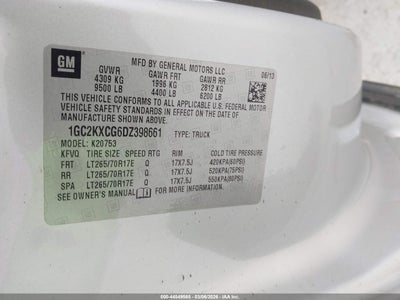 GM
MFD BY GENERAL MOTORS LLC
06/13
GVWR GAWR FRT GAWR RR
4309 KG 1996 KG 2812 KG
9500 LB 4400 LB 6200 LB
THIS VEHICLE CONFORMS TO ALL APPLICABLE U.S. FEDERAL MOTOR
VEHICLE SAFETY STANDARDS IN EFFECT ON THE DATE OF
MANUFACTURE SHOWN ABOVE.
1GC2KXCG6DZ398661 TYPE: TRUCK
MODEL: K20753
KFVQ TIRE SIZE SPEED RTG RIM COLD TIRE PRESSURE
FRT LT265/70R17E Q 17X7.5J 420KPA(60PSI)
RR LT265/70R17E Q 17X7.5J 520KPA(75PSI)
SPA LT265/70R17E Q 17X7.5J 550KPA(80PSI)
SEE OWNER'S MANUAL FOR MORE INFORMATION.